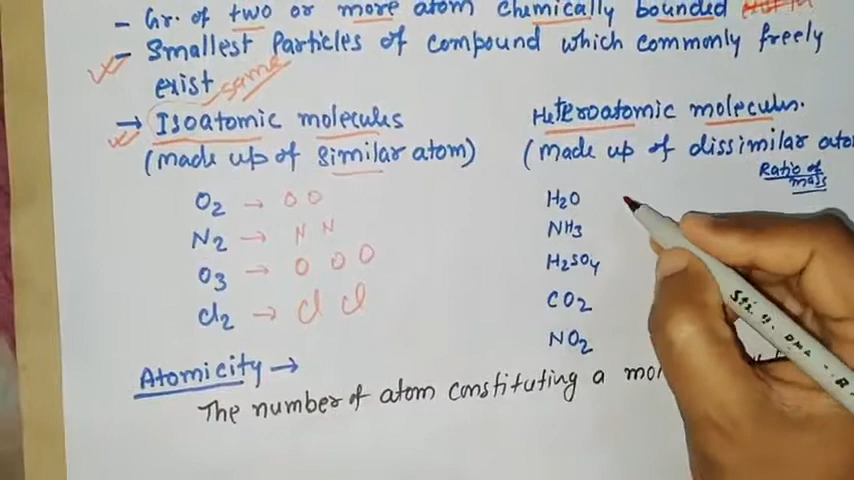 - Gr. of two or more atom chemically bounded
- Smallest Particles of compound which commonly freely
exist same
→ Isoatomic molecules
(made up of similar atom)
O2 → O O
N2 → N N
O3 → O O O
Cl2 → Cl Cl
Heteroatomic molecules.
(made up of dissimilar ato
Ratio of
mass
H2O
NH3
H2SO4
CO2
NO2
Atomicity →
The number of atom constituting a